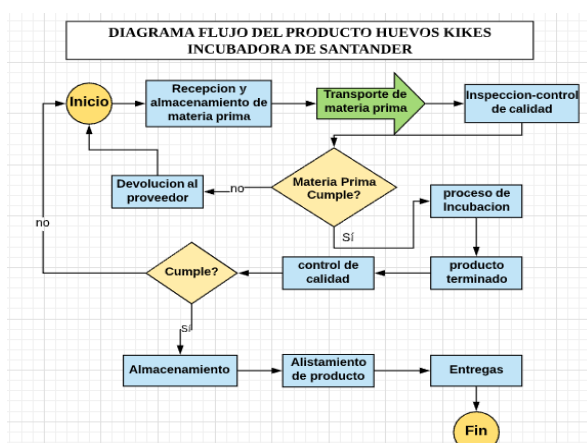 DIAGRAMA FLUJO DEL PRODUCTO HUEVOS KIKES
INCUBADORA DE SANTANDER
Inicio
Recepcion y
almacenamiento de
materia prima
Transporte de
materia prima
Inspeccion-control
de calidad
Materia Prima
Cumple?
no
Devolucion al
proveedor
Sí
proceso de
Incubacion
producto
terminado
control de
calidad
Cumple?
no
Sí
Almacenamiento
Alistamiento
de producto
Entregas
Fin